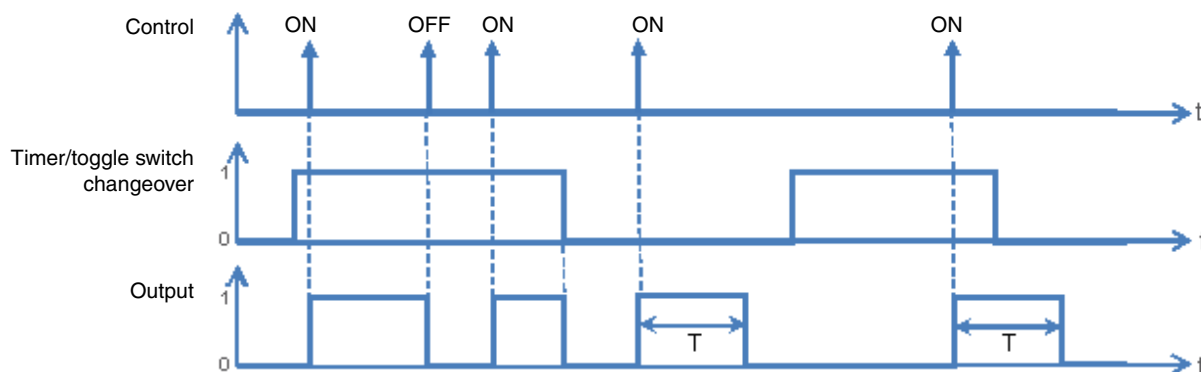 Control
ON
OFF
ON
ON
ON
t
Timer/toggle switch
changeover
1
0
Output
1
0
T
T
t